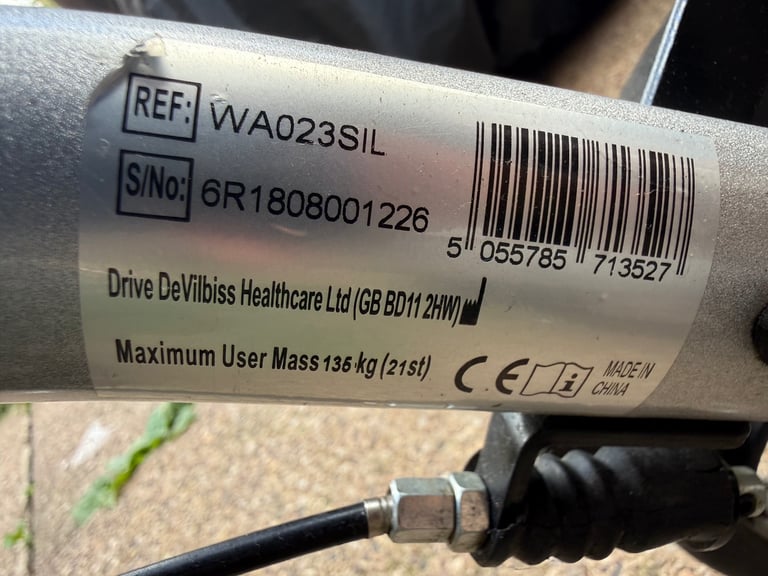 REF: WA023SIL
S/No: 6R1808001226
5 055785 713527
Drive DeVilbiss Healthcare Ltd (GB BD11 2HW)
Maximum User Mass 136 kg (21st)
CE i MADE IN
CHINA